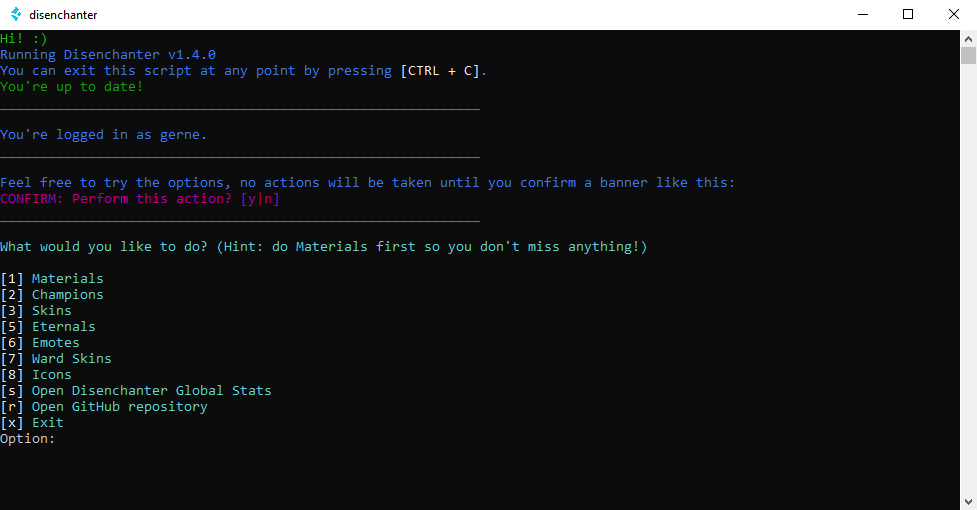 disenchanter
Hi! :)
Running Disenchanter v1.4.0
You can exit this script at any point by pressing [CTRL + C].
You're up to date!
____________________________________________________________
You're logged in as gerne.
____________________________________________________________
Feel free to try the options, no actions will be taken until you confirm a banner like this:
CONFIRM: Perform this action? [y|n]
____________________________________________________________
What would you like to do? (Hint: do Materials first so you don't miss anything!)
[1] Materials
[2] Champions
[3] Skins
[5] Eternals
[6] Emotes
[7] Ward Skins
[8] Icons
[s] Open Disenchanter Global Stats
[r] Open GitHub repository
[x] Exit
Option: